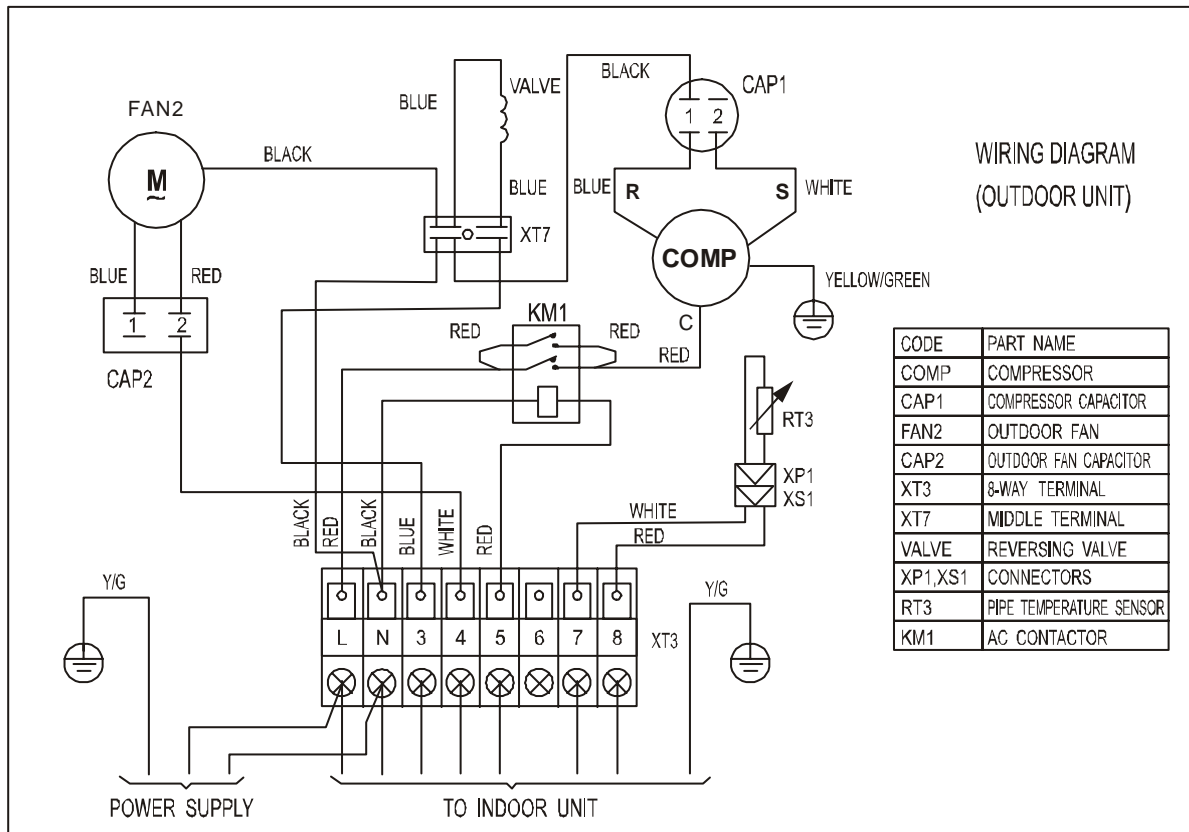 WIRING DIAGRAM
(OUTDOOR UNIT)
FAN2
M
~
BLACK
BLUE
RED
1
2
CAP2
BLUE
VALVE
BLUE
XT7
BLACK
CAP1
1 2
BLUE
R
S
WHITE
COMP
YELLOW/GREEN
C
KM1
RED
RED
RED
RT3
XP1
XS1
WHITE
RED
BLACK
RED
BLACK
BLUE
WHITE
RED
L N 3 4 5 6 7 8
XT3
Y/G
Y/G
POWER SUPPLY
TO INDOOR UNIT
CODE PART NAME
COMP COMPRESSOR
CAP1 COMPRESSOR CAPACITOR
FAN2 OUTDOOR FAN
CAP2 OUTDOOR FAN CAPACITOR
XT3 8-WAY TERMINAL
XT7 MIDDLE TERMINAL
VALVE REVERSING VALVE
XP1,XS1 CONNECTORS
RT3 PIPE TEMPERATURE SENSOR
KM1 AC CONTACTOR